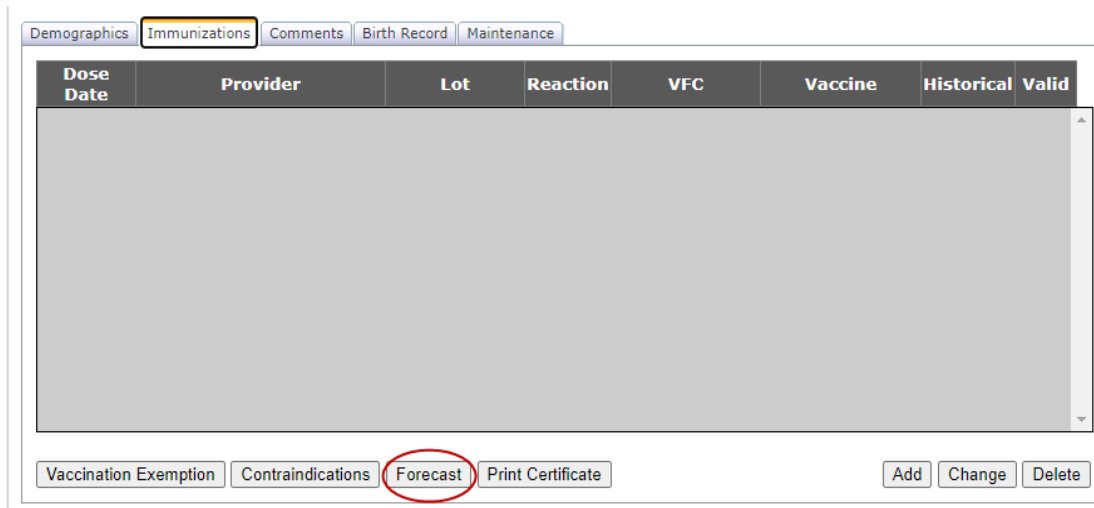 Demographics Immunizations Comments Birth Record Maintenance
Dose Date Provider Lot Reaction VFC Vaccine Historical Valid
Vaccination Exemption Contraindications Forecast Print Certificate Add Change Delete